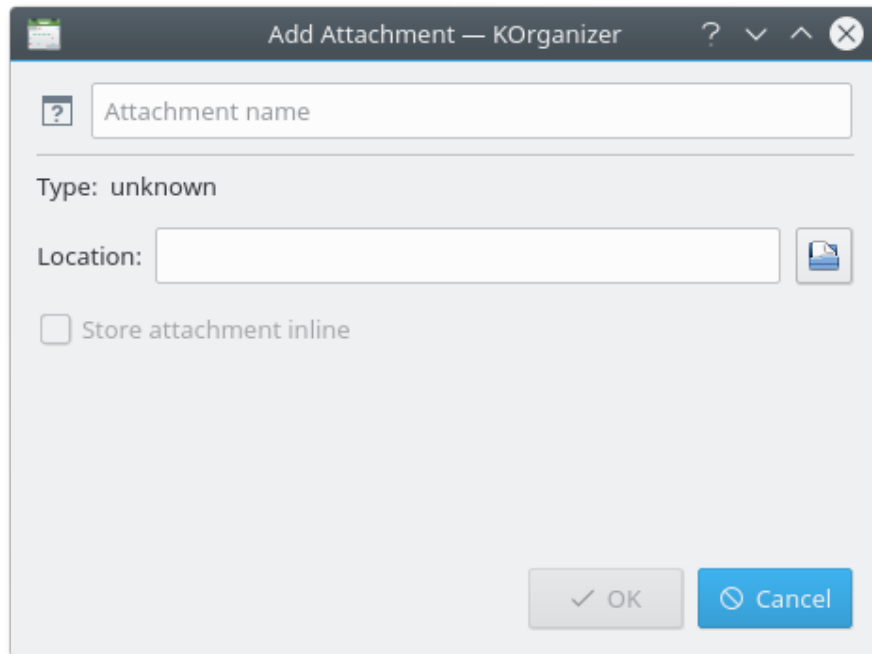 Add Attachment — KOrganizer
Attachment name
Type: unknown
Location:
Store attachment inline
OK Cancel